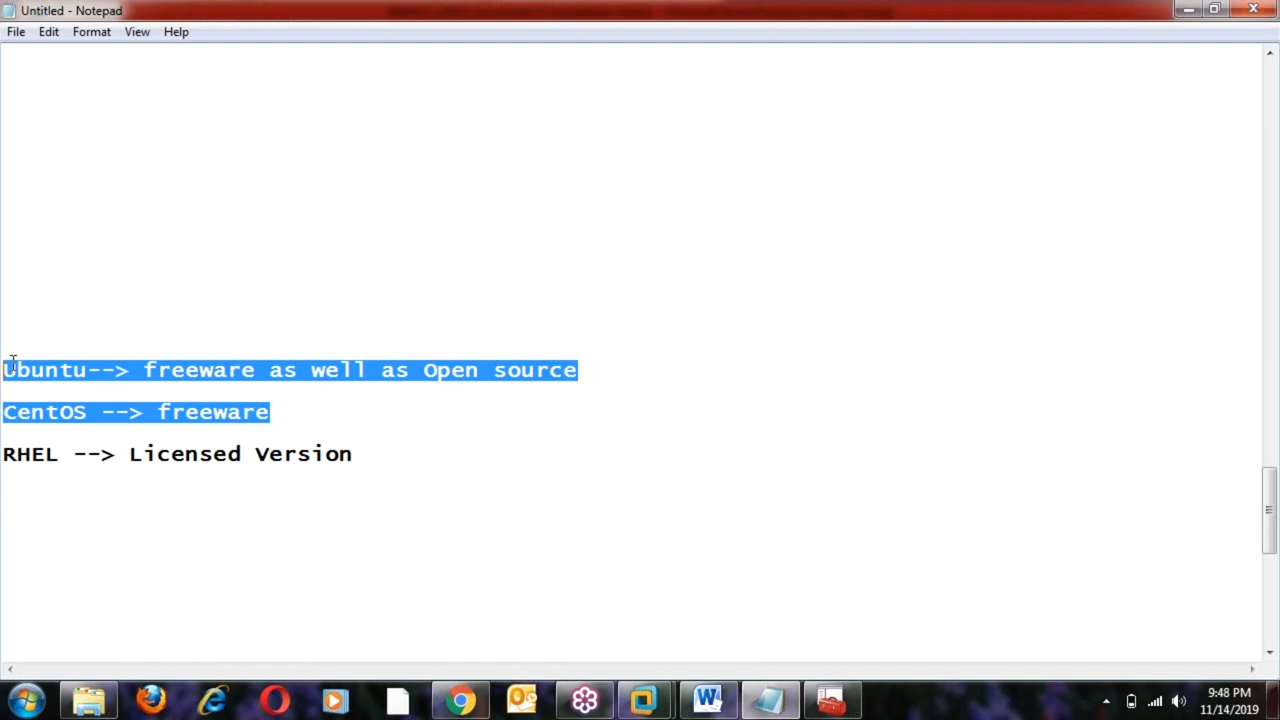 Untitled - Notepad
File Edit Format View Help
Ubuntu--> freeware as well as Open source
CentOS --> freeware
RHEL --> Licensed Version
9:48 PM
11/14/2019